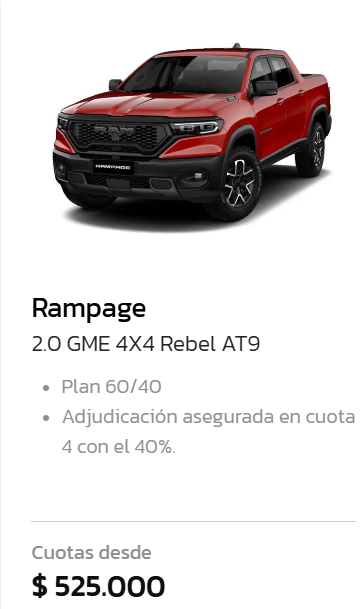 RAM
RAMPAGE
Rampage
2.0 GME 4X4 Rebel AT9
Plan 60/40
Adjudicación asegurada en cuota
4 con el 40%.
Cuotas desde
$ 525.000